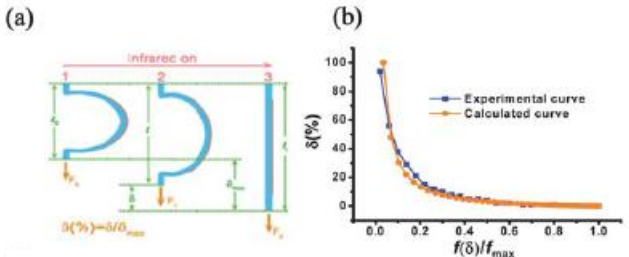 (a)
Infrared on
1 2 3
δ(%)=δ/δmax
(b)
100
80
60
40
20
0
δ(%)
Experimental curve
Calculated curve
0.0 0.2 0.4 0.6 0.8 1.0
f(δ)/fmax